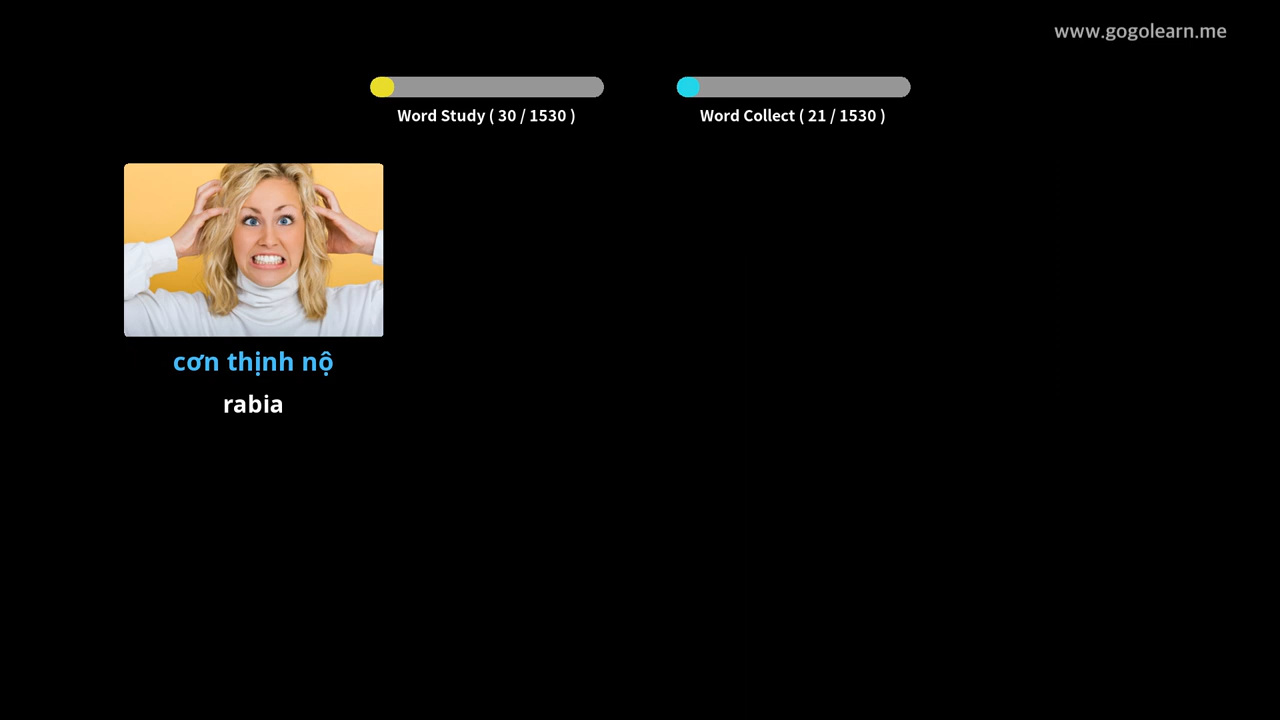 www.gogolearn.me
Word Study ( 30 / 1530 )
Word Collect ( 21 / 1530 )
cơn thịnh nộ
rabia